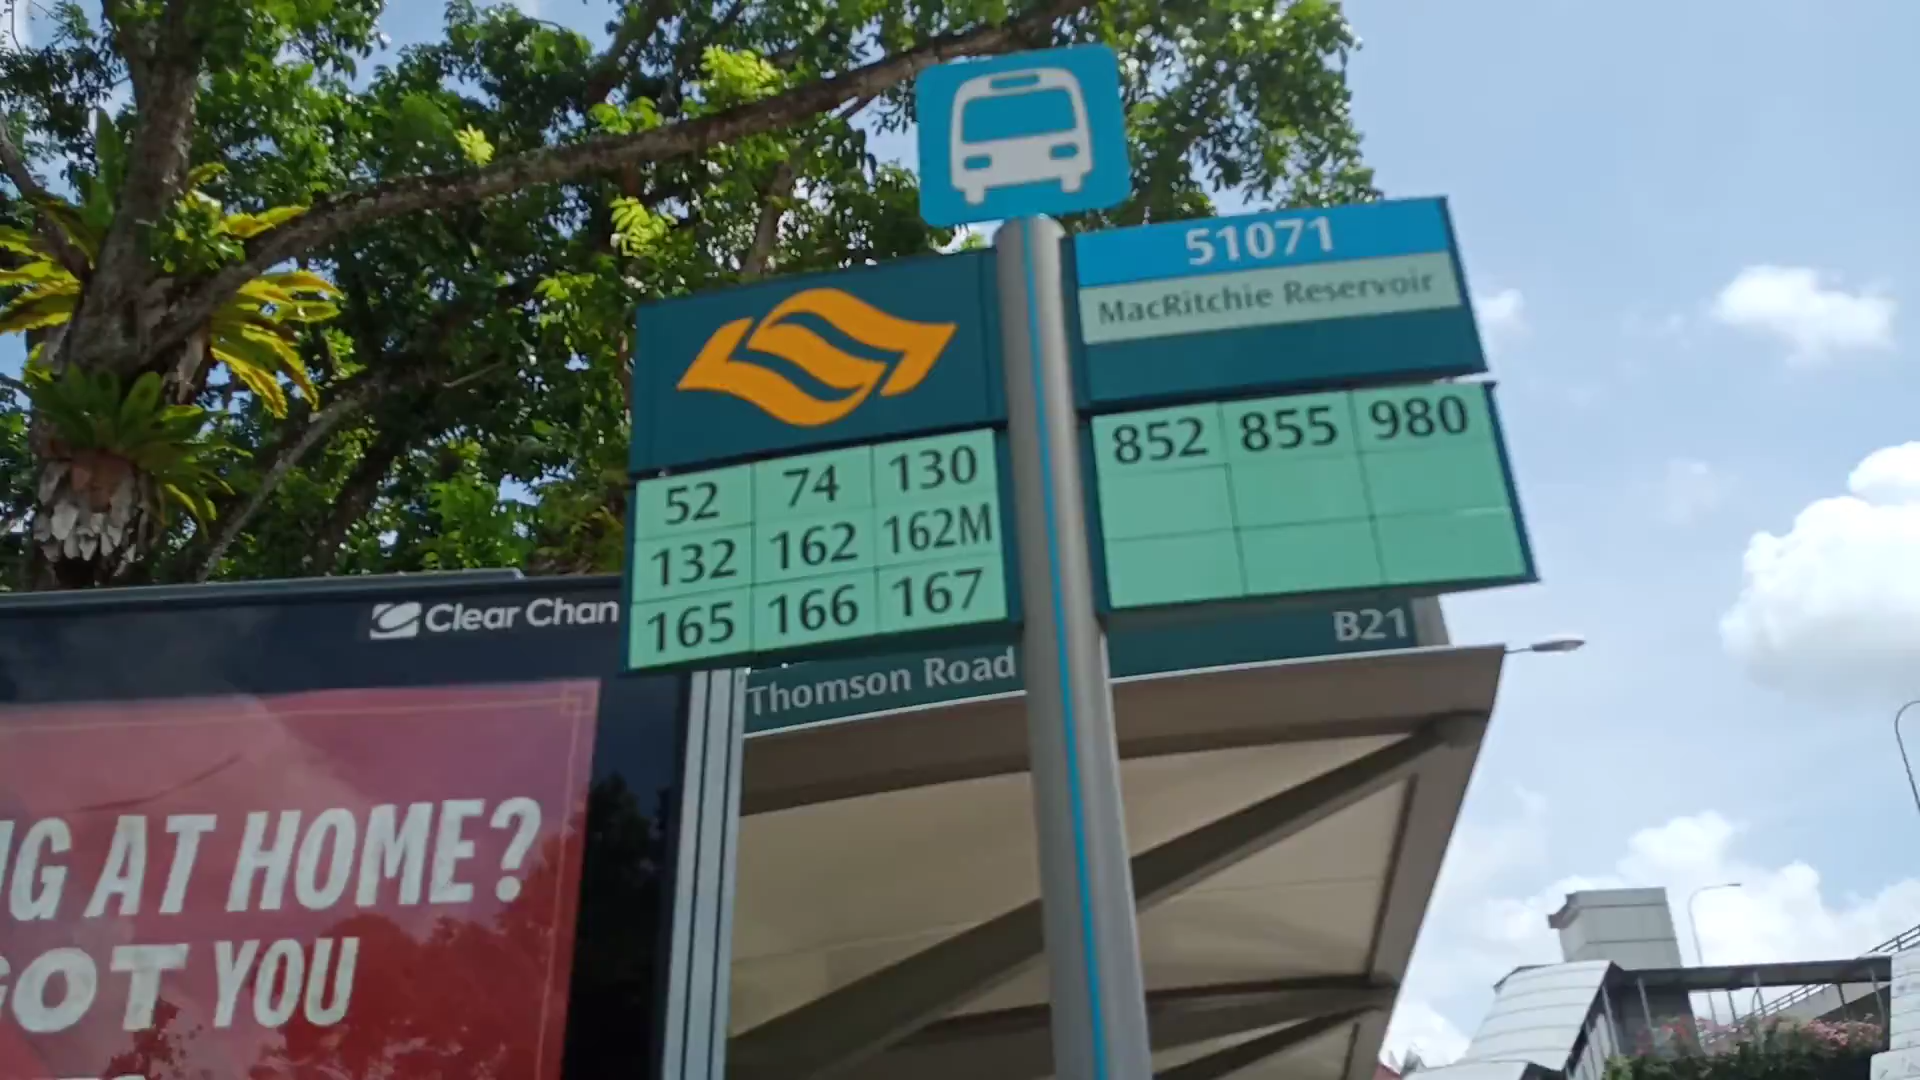 51071
MacRitchie Reservoir
52 74 130
132 162 162M
165 166 167
852 855 980
Thomson Road
B21
Clear Chan
AT HOME?
GOT YOU